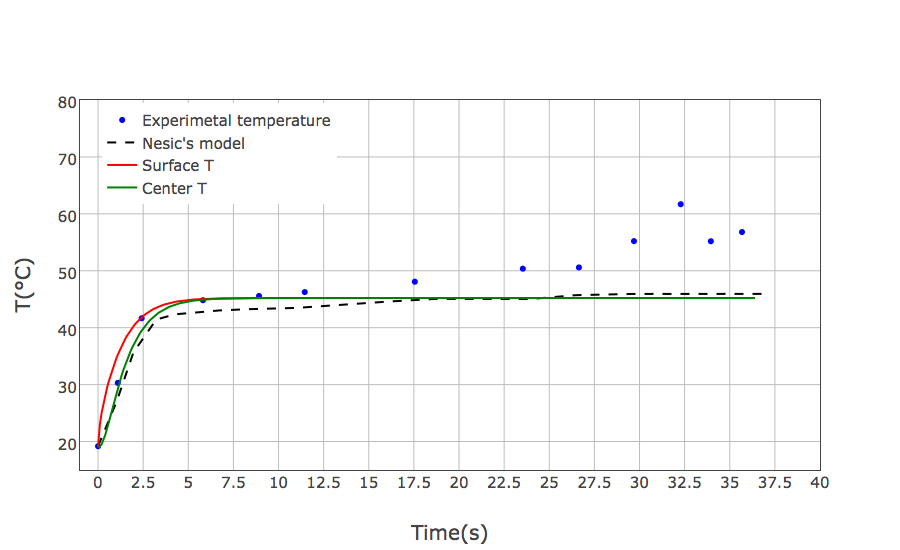 80
70
60
50
40
30
20
T(°C)
Experimetal temperature
Nesic's model
Surface T
Center T
0 2.5 5 7.5 10 12.5 15 17.5 20 22.5 25 27.5 30 32.5 35 37.5 40
Time(s)